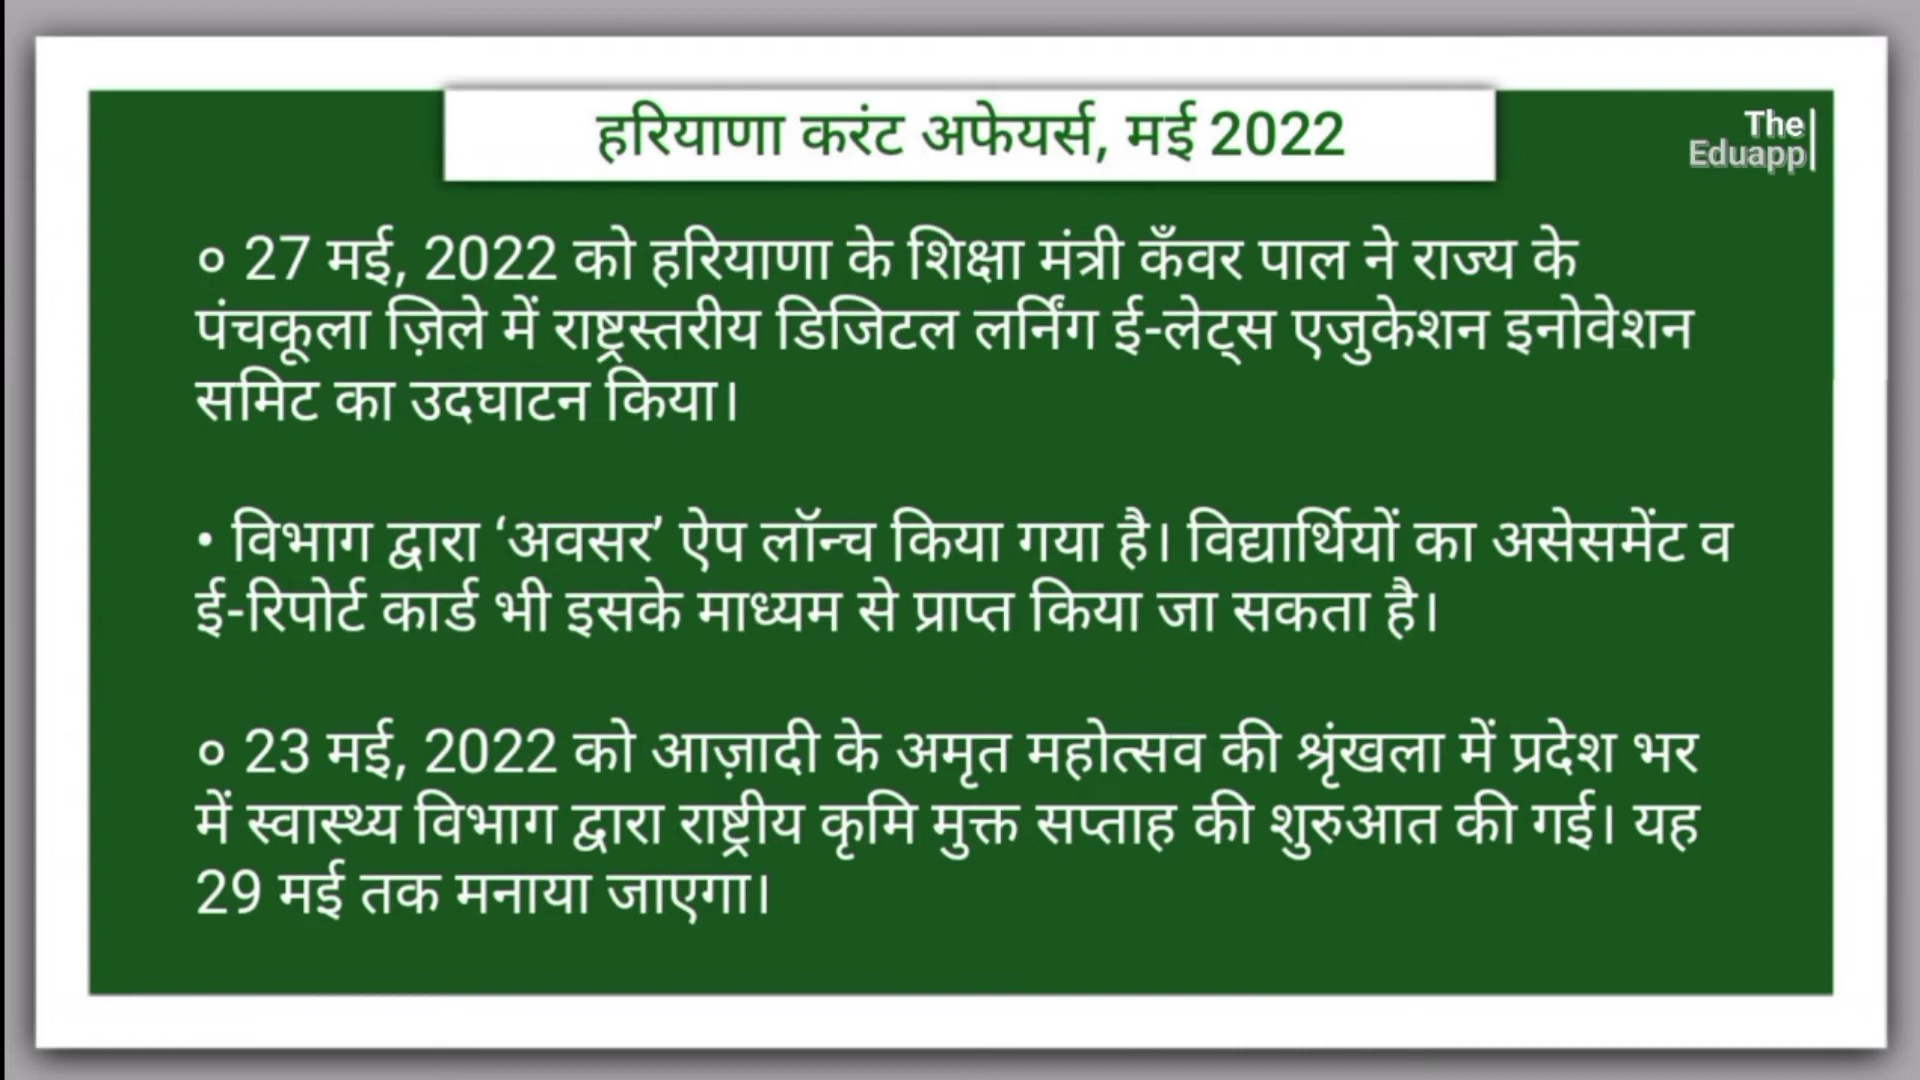 हरियाणा करंट अफेयर्स, मई 2022
The
Eduapp
० 27 मई, 2022 को हरियाणा के शिक्षा मंत्री कँवर पाल ने राज्य के
पंचकूला ज़िले में राष्ट्रस्तरीय डिजिटल लर्निंग ई-लेट्स एजुकेशन इनोवेशन
समिट का उदघाटन किया।
• विभाग द्वारा ‘अवसर’ ऐप लॉन्च किया गया है। विद्यार्थियों का असेसमेंट व
ई-रिपोर्ट कार्ड भी इसके माध्यम से प्राप्त किया जा सकता है।
० 23 मई, 2022 को आज़ादी के अमृत महोत्सव की श्रृंखला में प्रदेश भर
में स्वास्थ्य विभाग द्वारा राष्ट्रीय कृमि मुक्त सप्ताह की शुरुआत की गई। यह
29 मई तक मनाया जाएगा।